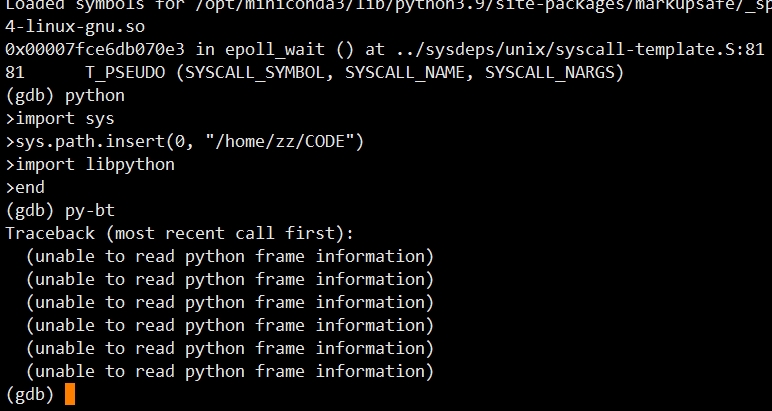 Loaded symbols for /opt/miniconda3/lib/python3.9/site-packages/markupsafe/_sp
4-linux-gnu.so
0x00007fce6db070e3 in epoll_wait () at ../sysdeps/unix/syscall-template.S:81
81      T_PSEUDO (SYSCALL_SYMBOL, SYSCALL_NAME, SYSCALL_NARGS)
(gdb) python
>import sys
>sys.path.insert(0, "/home/zz/CODE")
>import libpython
>end
(gdb) py-bt
Traceback (most recent call first):
  (unable to read python frame information)
  (unable to read python frame information)
  (unable to read python frame information)
  (unable to read python frame information)
  (unable to read python frame information)
  (unable to read python frame information)
(gdb)